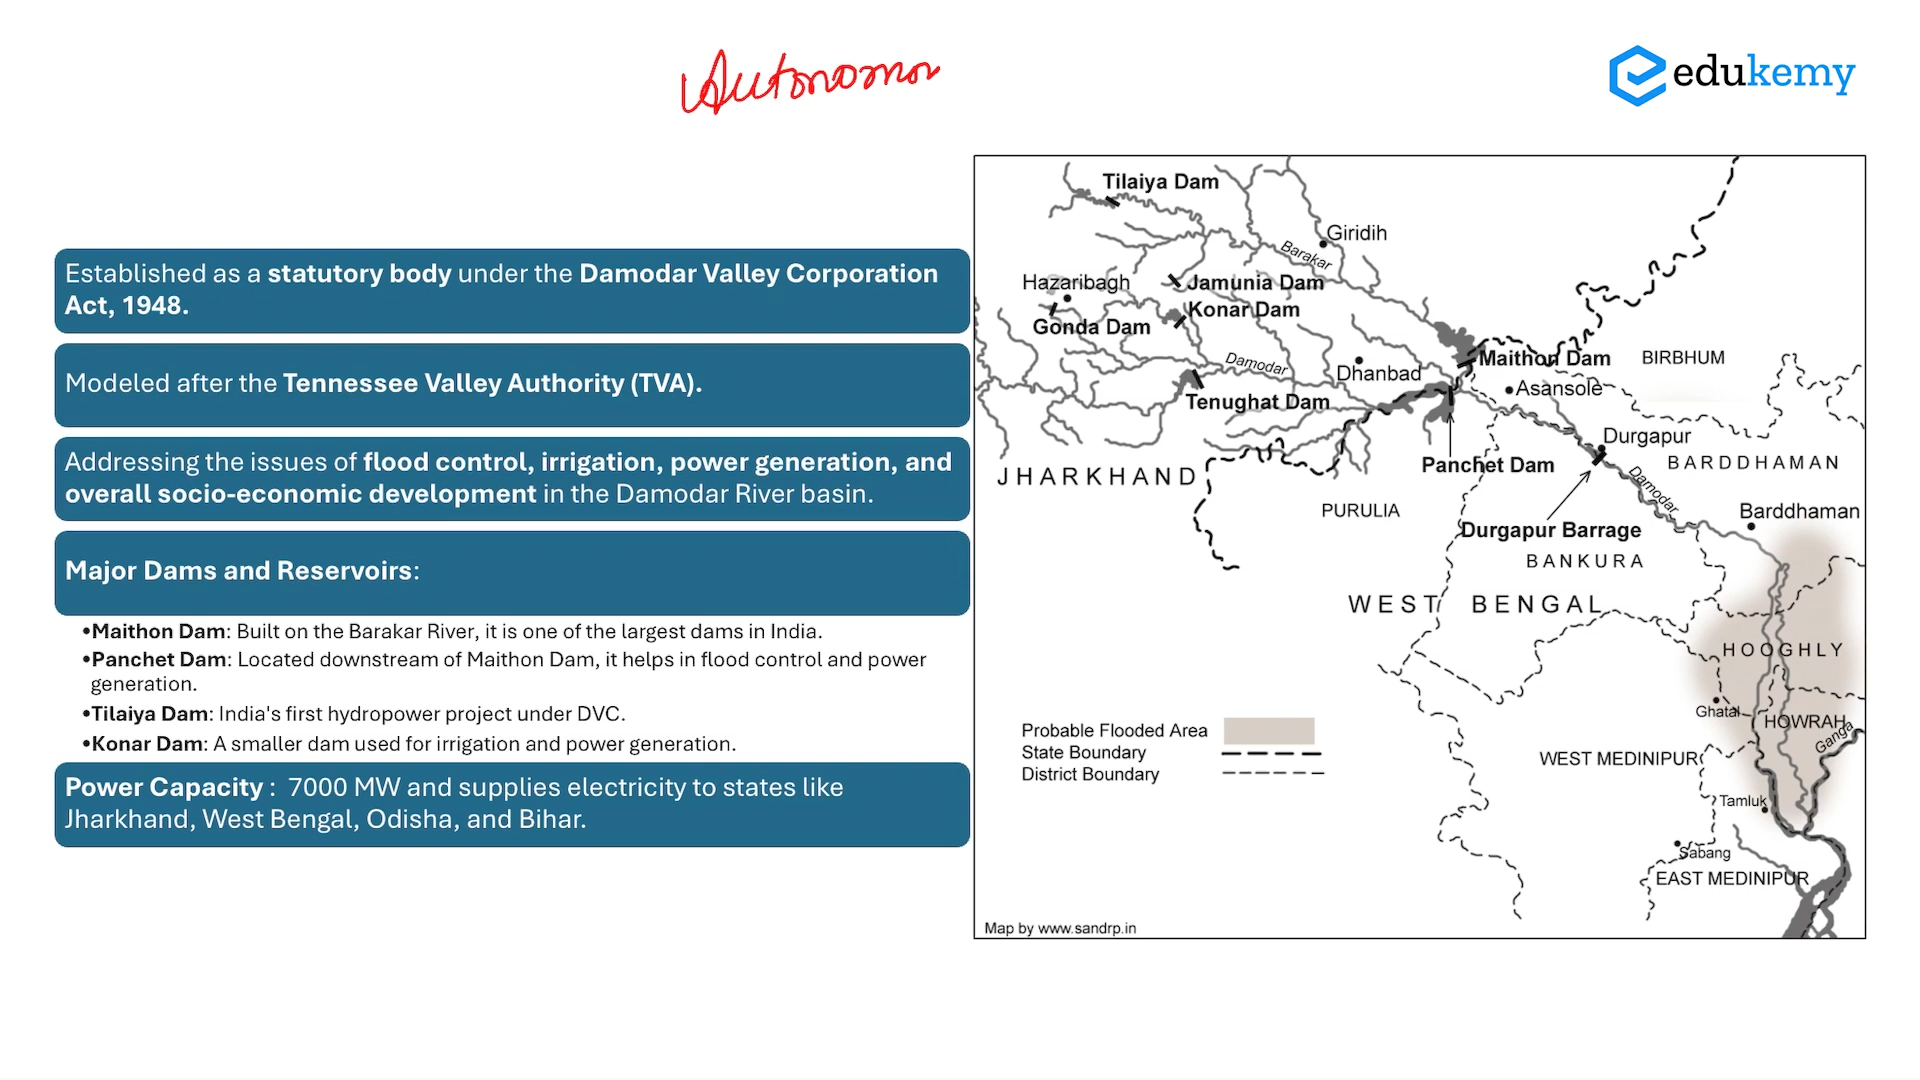 Autonomo
edukemy
Established as a statutory body under the Damodar Valley Corporation
Act, 1948.
Modeled after the Tennessee Valley Authority (TVA).
Addressing the issues of flood control, irrigation, power generation, and
overall socio-economic development in the Damodar River basin.
Major Dams and Reservoirs:
•Maithon Dam: Built on the Barakar River, it is one of the largest dams in India.
•Panchet Dam: Located downstream of Maithon Dam, it helps in flood control and power
generation.
•Tilaiya Dam: India's first hydropower project under DVC.
•Konar Dam: A smaller dam used for irrigation and power generation.
Power Capacity : 7000 MW and supplies electricity to states like
Jharkhand, West Bengal, Odisha, and Bihar.
Tilaiya Dam
Giridih
Barakar
Hazaribagh
Jamunia Dam
Konar Dam
Gonda Dam
Maithon Dam
BIRBHUM
Damodar
Dhanbad
Asansole
Tenughat Dam
Durgapur
Panchet Dam
BARDDHAMAN
JHARKHAND
Damodar
PURULIA
Barddhaman
Durgapur Barrage
BANKURA
WEST BENGAL
HOOGHLY
Ghatal
HOWRAH
Ganga
Probable Flooded Area
State Boundary
District Boundary
WEST MEDINIPUR
Tamluk
Sabang
EAST MEDINIPUR
Map by www.sandrp.in